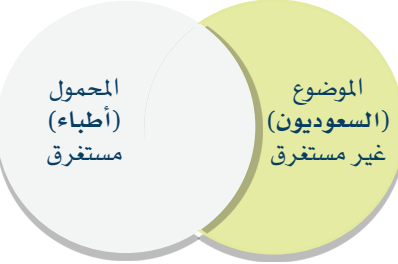 الموضوع
(السعوديون)
غير مستغرق
المحمول
(أطباء)
مستغرق